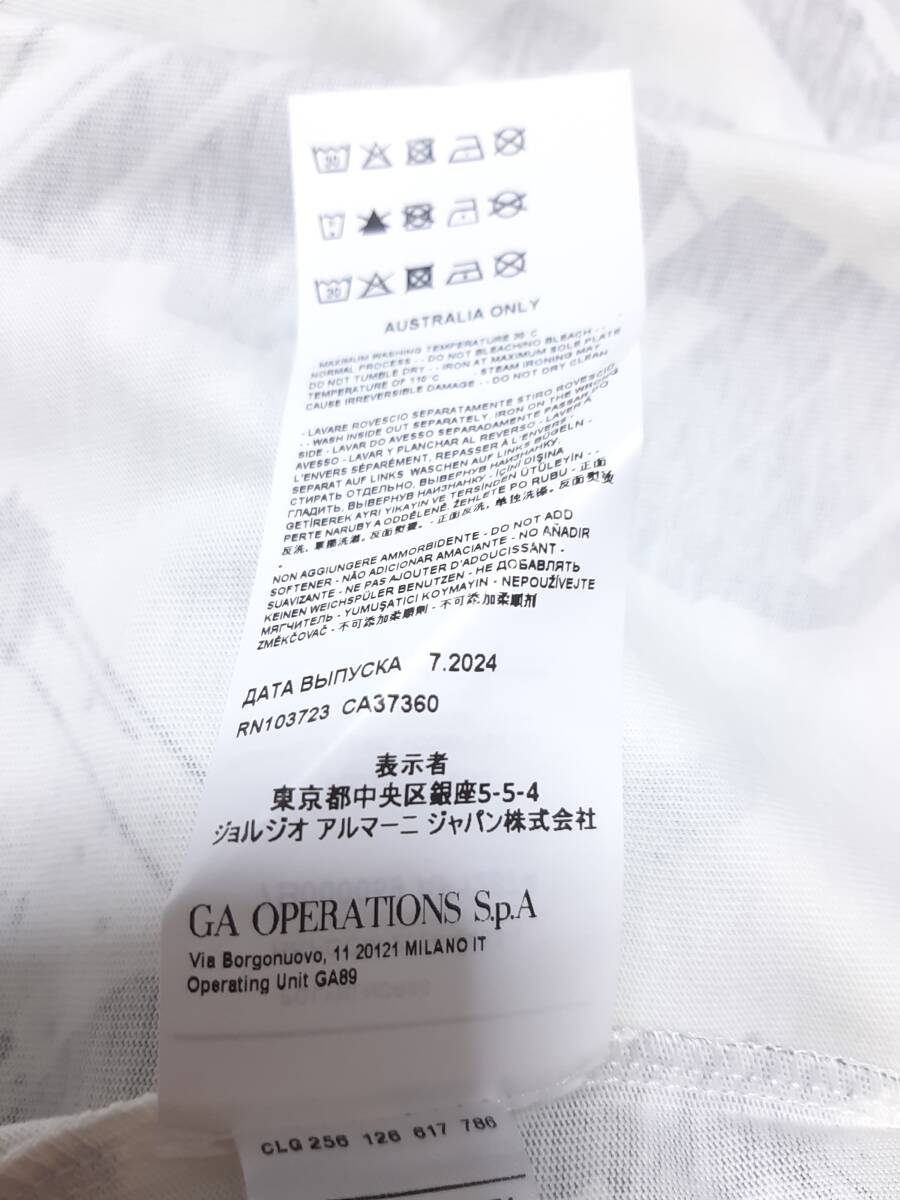 AUSTRALIA ONLY
- MAXIMUM WASHING TEMPERATURE 30°C
NORMAL PROCESS - - DO NOT BLEACH/NO BLEACH - -
DO NOT TUMBLE DRY - - IRON AT MAXIMUM SOLE PLATE
TEMPERATURE OF 110°C - STEAM IRONING MAY
CAUSE IRREVERSIBLE DAMAGE - - DO NOT DRY CLEAN
- LAVARE ROVESCIO SEPARATAMENTE STIRO ROVESCIO
- - WASH INSIDE OUT SEPARATELY, IRON ON THE WRONG
SIDE - LAVAR DO AVESSO SEPARADAMENTE PASSAR DO
AVESSO - LAVAR Y PLANCHAR AL REVERSO - LAVER À
L'ENVERS SÉPARÉMENT, REPASSER À L'ENVERS -
SEPARAT AUF LINKS WASCHEN AUF LINKS BÜGELN -
СТИРАТЬ ОТДЕЛЬНО, ВЫВЕРНУВ НАИЗНАНКУ,
ГЛАДИТЬ, ВЫВЕРНУВ НАИЗНАНКУ - İÇİNİ DIŞINA
GETİREREK AYRI YIKAYIN VE TERSİNDEN ÜTÜLEYİN - -
PERTE NARUBY A ODDĚLENĚ, ŽEHLETE PO RUBU - 正面
反洗，單獨洗滌。反面熨燙。 - 正面反洗，单独洗涤。反面熨烫
。
NON AGGIUNGERE AMMORBIDENTE - DO NOT ADD
SOFTENER - NÃO ADICIONAR AMACIANTE - NO AÑADIR
SUAVIZANTE - NE PAS AJOUTER D'ADOUCISSANT -
KEINEN WEICHSPÜLER BENUTZEN - НЕ ДОБАВЛЯТЬ
МЯГЧИТЕЛЬ - YUMUŞATICI KOYMAYIN - NEPOUŽÍVEJTE
ZMĚKČOVAČ - 不可添加柔順劑 - 不可添加柔顺剂
ДАТА ВЫПУСКА 7.2024
RN103723 CA37360
表示者
東京都中央区銀座5-5-4
ジョルジオ アルマーニ ジャパン株式会社
GA OPERATIONS S.p.A
Via Borgonuovo, 11 20121 MILANO IT
Operating Unit GA89
CLG 256 126 617 786